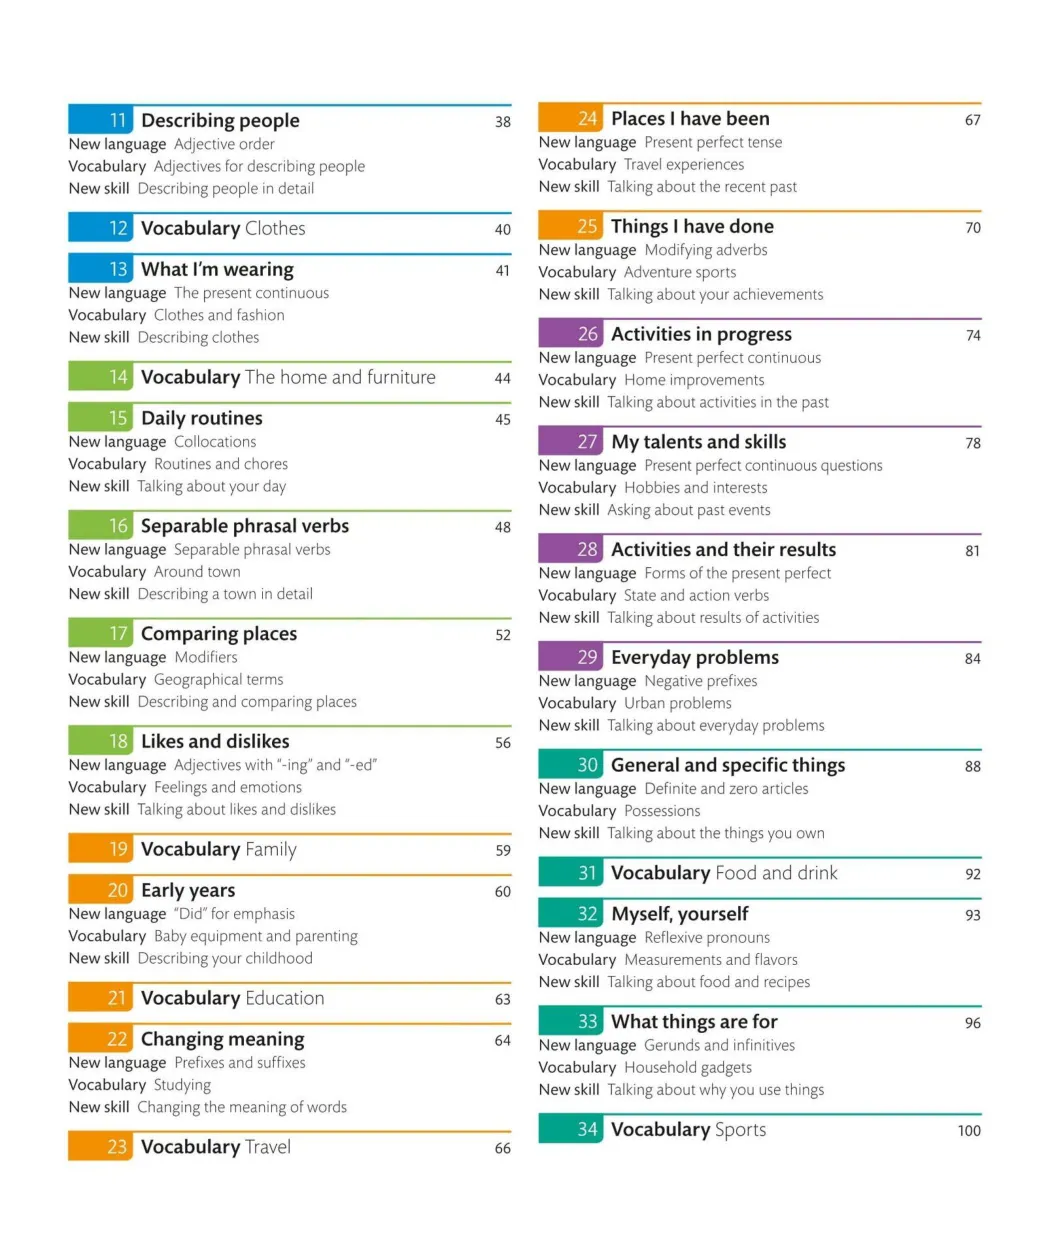 11 Describing people 38
New language Adjective order
Vocabulary Adjectives for describing people
New skill Describing people in detail
12 Vocabulary Clothes 40
13 What I'm wearing 41
New language The present continuous
Vocabulary Clothes and fashion
New skill Describing clothes
14 Vocabulary The home and furniture 44
15 Daily routines 45
New language Collocations
Vocabulary Routines and chores
New skill Talking about your day
16 Separable phrasal verbs 48
New language Separable phrasal verbs
Vocabulary Around town
New skill Describing a town in detail
17 Comparing places 52
New language Modifiers
Vocabulary Geographical terms
New skill Describing and comparing places
18 Likes and dislikes 56
New language Adjectives with “-ing” and “-ed”
Vocabulary Feelings and emotions
New skill Talking about likes and dislikes
19 Vocabulary Family 59
20 Early years 60
New language “Did” for emphasis
Vocabulary Baby equipment and parenting
New skill Describing your childhood
21 Vocabulary Education 63
22 Changing meaning 64
New language Prefixes and suffixes
Vocabulary Studying
New skill Changing the meaning of words
23 Vocabulary Travel 66
24 Places I have been 67
New language Present perfect tense
Vocabulary Travel experiences
New skill Talking about the recent past
25 Things I have done 70
New language Modifying adverbs
Vocabulary Adventure sports
New skill Talking about your achievements
26 Activities in progress 74
New language Present perfect continuous
Vocabulary Home improvements
New skill Talking about activities in the past
27 My talents and skills 78
New language Present perfect continuous questions
Vocabulary Hobbies and interests
New skill Asking about past events
28 Activities and their results 81
New language Forms of the present perfect
Vocabulary State and action verbs
New skill Talking about results of activities
29 Everyday problems 84
New language Negative prefixes
Vocabulary Urban problems
New skill Talking about everyday problems
30 General and specific things 88
New language Definite and zero articles
Vocabulary Possessions
New skill Talking about the things you own
31 Vocabulary Food and drink 92
32 Myself, yourself 93
New language Reflexive pronouns
Vocabulary Measurements and flavors
New skill Talking about food and recipes
33 What things are for 96
New language Gerunds and infinitives
Vocabulary Household gadgets
New skill Talking about why you use things
34 Vocabulary Sports 100